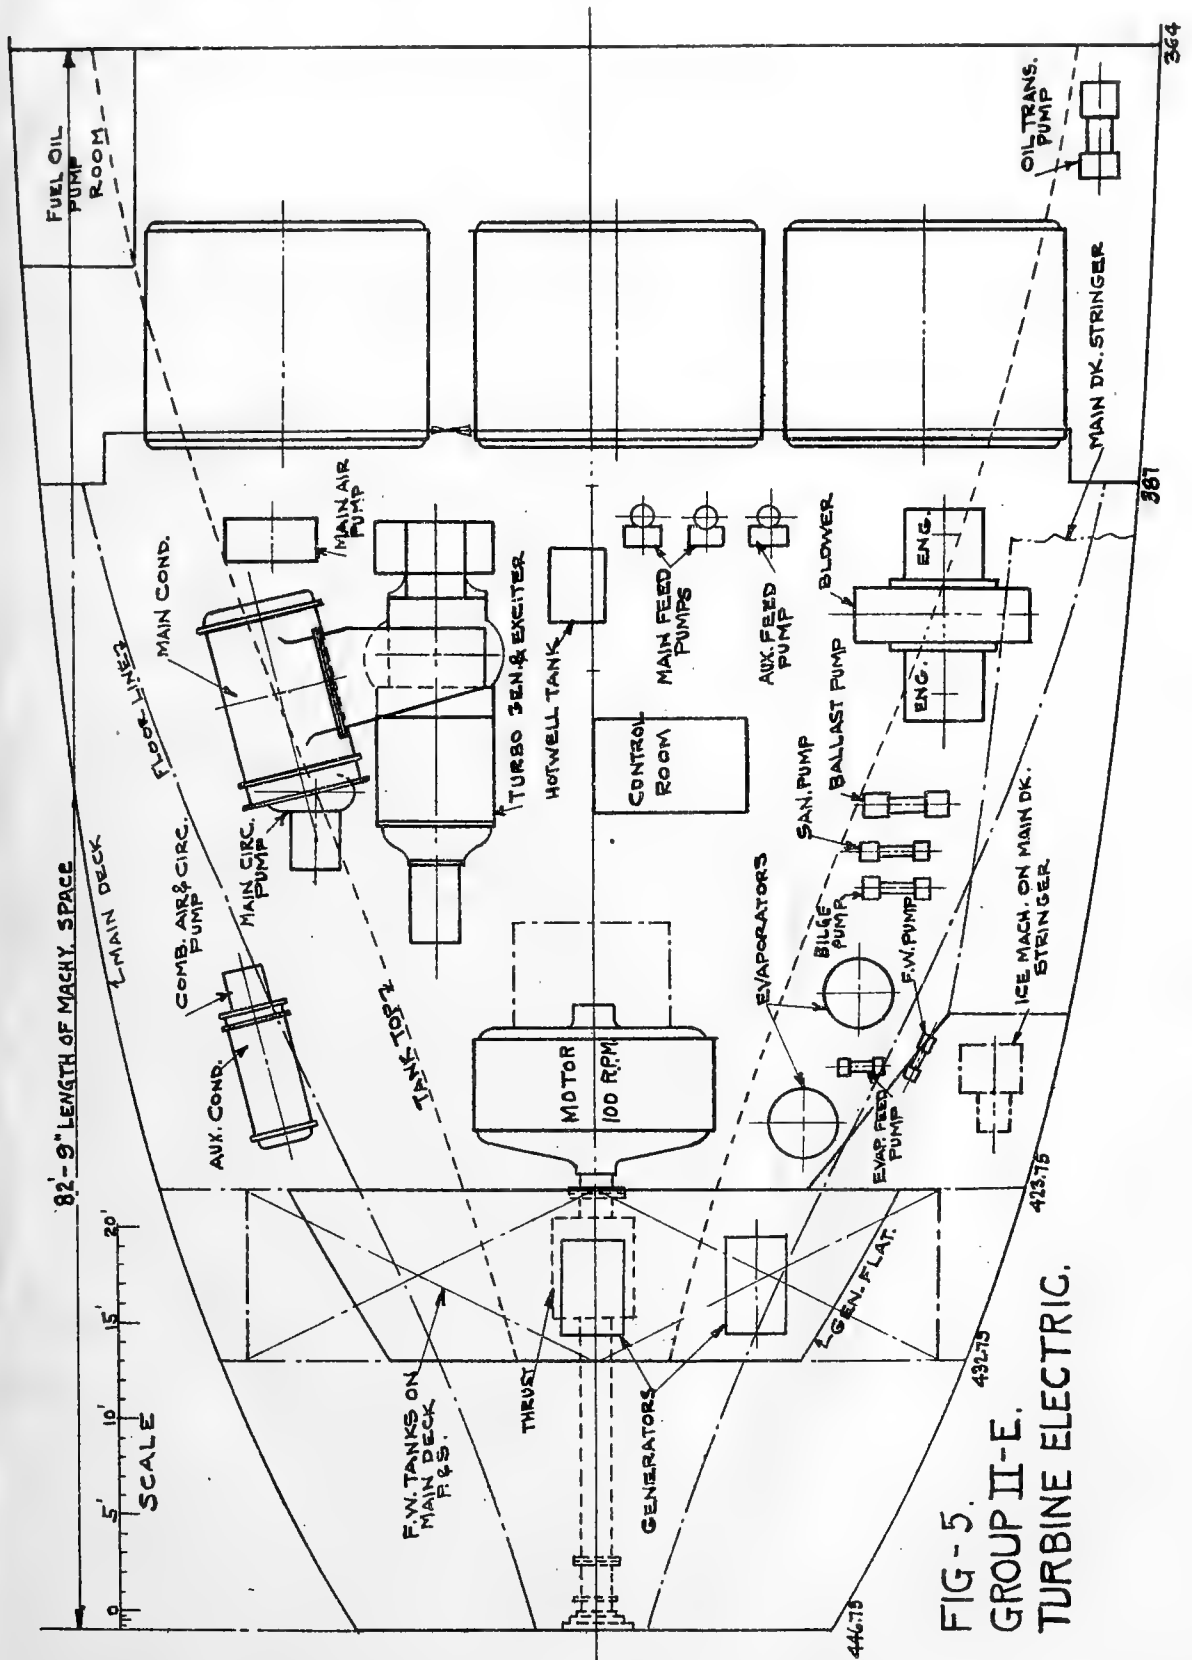 82'-9" LENGTH OF MACHY. SPACE
FUEL OIL
PUMP
ROOM
364
OIL TRANS.
PUMP
MAIN DK. STRINGER
387
MAIN DECK
FLOOR LINE
TANK TOP
MAIN COND.
MAIN AIR
PUMP
COMB. AIR & CIRC.
PUMP
MAIN CIRC.
PUMP
AUX. COND.
TURBO GEN. & EXCITER
HOTWELL TANK
CONTROL
ROOM
MAIN FEED
PUMPS
AUX. FEED
PUMP
BLOWER
ENG.
ENG.
BALLAST PUMP
SAN. PUMP
BILGE
PUMP
F.W. PUMP
EVAPORATORS
EVAP. FEED
PUMP
ICE MACH. ON MAIN DK.
STRINGER
MOTOR
100 R.P.M.
423.75
GEN. FLAT.
432.75
THRUST
GENERATORS
F.W. TANKS ON
MAIN DECK
P. & S.
446.75
0 5' 10' 15' 20'
SCALE
FIG-5.
GROUP II-E.
TURBINE ELECTRIC.